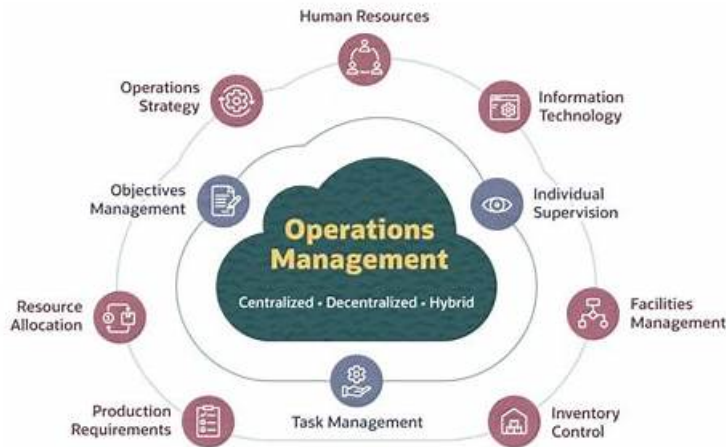 Human Resources
Operations
Strategy
Information
Technology
Objectives
Management
Individual
Supervision
Operations
Management
Centralized • Decentralized • Hybrid
Resource
Allocation
Facilities
Management
Production
Requirements
Task Management
Inventory
Control